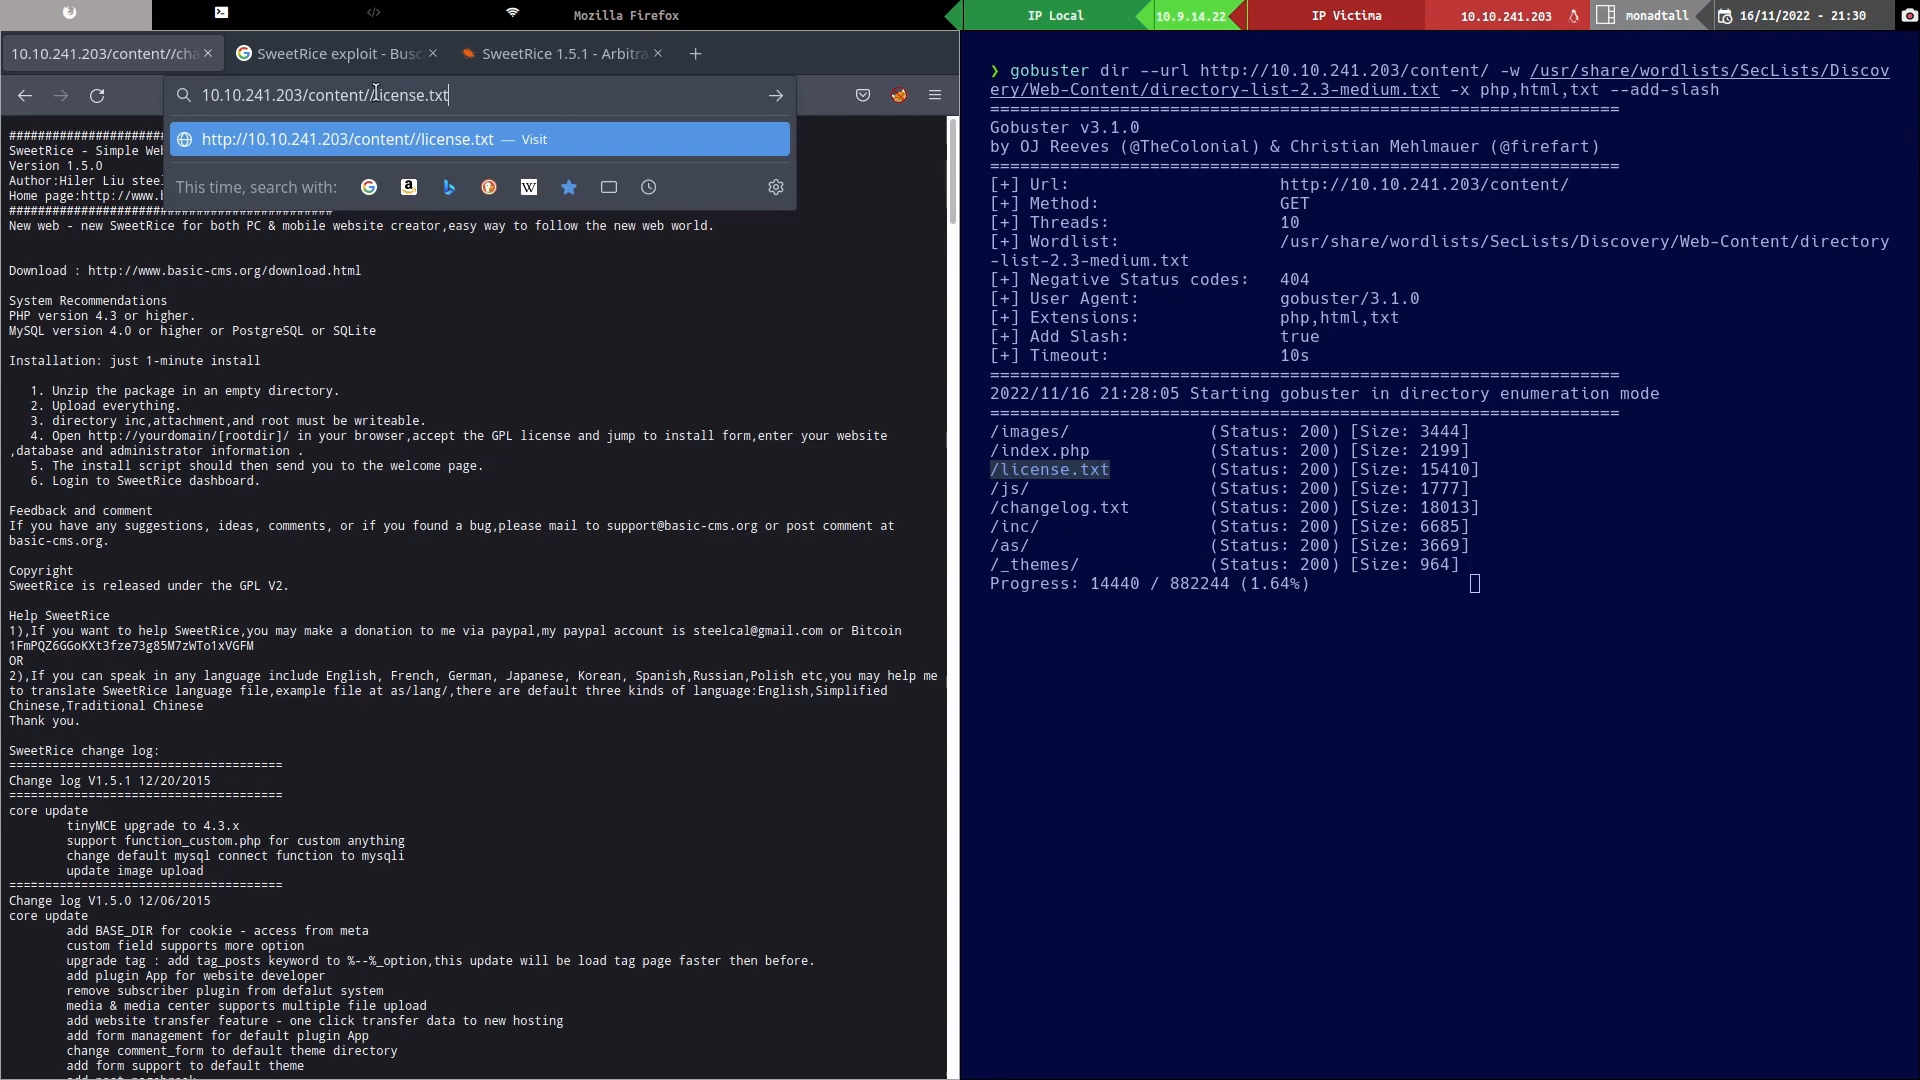 Mozilla Firefox
IP Local
10.9.14.22
IP Victima
10.10.241.203
monadtall
16/11/2022 - 21:30
10.10.241.203/content//cha
SweetRice exploit - Busc
SweetRice 1.5.1 - Arbitra
10.10.241.203/content//license.txt
http://10.10.241.203/content//license.txt — Visit
This time, search with:
###########################
SweetRice - Simple Web
Version 1.5.0
Author:Hiler Liu steel
Home page:http://www.b
#############################################
New web - new SweetRice for both PC & mobile website creator,easy way to follow the new web world.
Download : http://www.basic-cms.org/download.html
System Recommendations
PHP version 4.3 or higher.
MySQL version 4.0 or higher or PostgreSQL or SQLite
Installation: just 1-minute install
1. Unzip the package in an empty directory.
2. Upload everything.
3. directory inc,attachment,and root must be writeable.
4. Open http://yourdomain/[rootdir]/ in your browser,accept the GPL license and jump to install form,enter your website
,database and administrator information .
5. The install script should then send you to the welcome page.
6. Login to SweetRice dashboard.
Feedback and comment
If you have any suggestions, ideas, comments, or if you found a bug,please mail to support@basic-cms.org or post comment at
basic-cms.org.
Copyright
SweetRice is released under the GPL V2.
Help SweetRice
1),If you want to help SweetRice,you may make a donation to me via paypal,my paypal account is steelcal@gmail.com or Bitcoin
1FmPQZ6GGoKXt3fze73g85M7zWTo1xVGFM
OR
2),If you can speak in any language include English, French, German, Japanese, Korean, Spanish,Russian,Polish etc,you may help me
to translate SweetRice language file,example file at as/lang/,there are default three kinds of language:English,Simplified
Chinese,Traditional Chinese
Thank you.
SweetRice change log:
======================================
Change log V1.5.1 12/20/2015
======================================
core update
tinyMCE upgrade to 4.3.x
support function_custom.php for custom anything
change default mysql connect function to mysqli
update image upload
======================================
Change log V1.5.0 12/06/2015
core update
add BASE_DIR for cookie - access from meta
custom field supports more option
upgrade tag : add tag_posts keyword to %--%_option,this update will be load tag page faster then before.
add plugin App for website developer
remove subscriber plugin from defalut system
media & media center supports multiple file upload
add website transfer feature - one click transfer data to new hosting
add form management for default plugin App
change comment_form to default theme directory
add form support to default theme
❯ gobuster dir --url http://10.10.241.203/content/ -w /usr/share/wordlists/SecLists/Discov
ery/Web-Content/directory-list-2.3-medium.txt -x php,html,txt --add-slash
===============================================================
Gobuster v3.1.0
by OJ Reeves (@TheColonial) & Christian Mehlmauer (@firefart)
===============================================================
[+] Url: http://10.10.241.203/content/
[+] Method: GET
[+] Threads: 10
[+] Wordlist: /usr/share/wordlists/SecLists/Discovery/Web-Content/directory
-list-2.3-medium.txt
[+] Negative Status codes: 404
[+] User Agent: gobuster/3.1.0
[+] Extensions: php,html,txt
[+] Add Slash: true
[+] Timeout: 10s
===============================================================
2022/11/16 21:28:05 Starting gobuster in directory enumeration mode
===============================================================
/images/ (Status: 200) [Size: 3444]
/index.php (Status: 200) [Size: 2199]
/license.txt (Status: 200) [Size: 15410]
/js/ (Status: 200) [Size: 1777]
/changelog.txt (Status: 200) [Size: 18013]
/inc/ (Status: 200) [Size: 6685]
/as/ (Status: 200) [Size: 3669]
/_themes/ (Status: 200) [Size: 964]
Progress: 14440 / 882244 (1.64%)